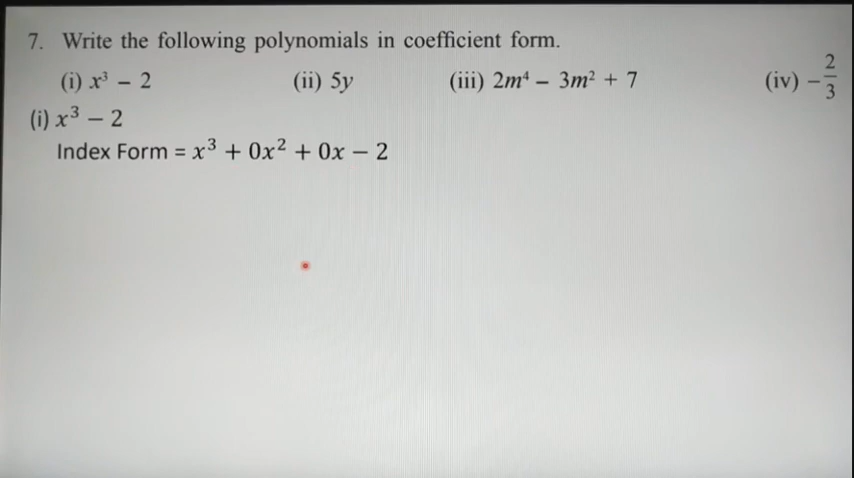 7. Write the following polynomials in coefficient form.
(i) x³ – 2 (ii) 5y (iii) 2m⁴ – 3m² + 7 (iv) –2/3
(i) x³ – 2
Index Form = x³ + 0x² + 0x – 2